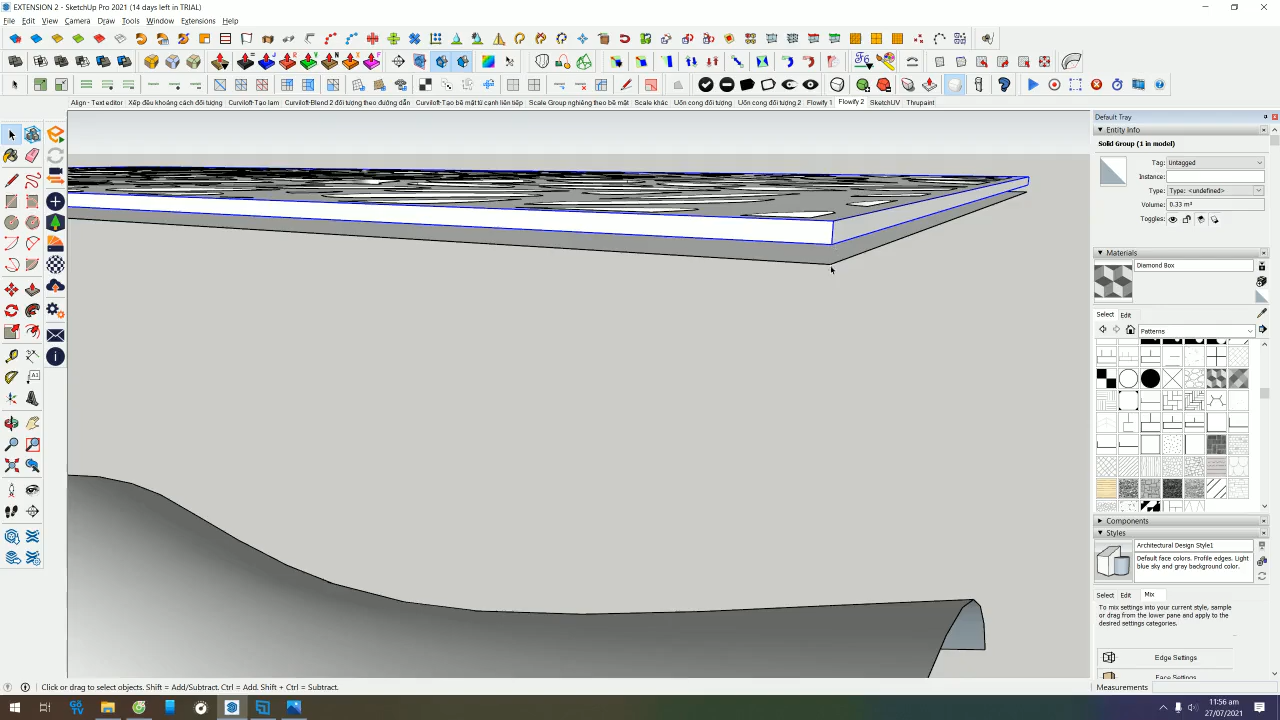 EXTENSION 2 - SketchUp Pro 2021 (14 days left in TRIAL)
File Edit View Camera Draw Tools Window Extensions Help
Align - Text editor Xếp đều khoảng cách đối tượng Curviloft-Tạo lam Curviloft-Blend 2 đối tượng theo đường dẫn Curviloft-Tạo bề mặt từ cạnh liên tiếp Scale Group nghiêng theo bề mặt Scale khác Uốn cong đối tượng Uốn cong đối tượng 2 Flowify 1 Flowify 2 SketchUV Thrupaint
Default Tray
Entity Info
Solid Group (1 in model)
Tag: Untagged
Instance:
Type: Type: <undefined>
Volume: 0.33 m³
Toggles:
Materials
Diamond Box
Select Edit
Patterns
Components
Styles
Architectural Design Style1
Default face colors. Profile edges. Light
blue sky and gray background color.
Select Edit Mix
To mix settings into your current style, sample
or drag from the lower pane and apply to the
desired settings categories.
Edge Settings
Face Settings
Click or drag to select objects. Shift = Add/Subtract. Ctrl = Add. Shift + Ctrl = Subtract.
Measurements
11:56 am
27/07/2021